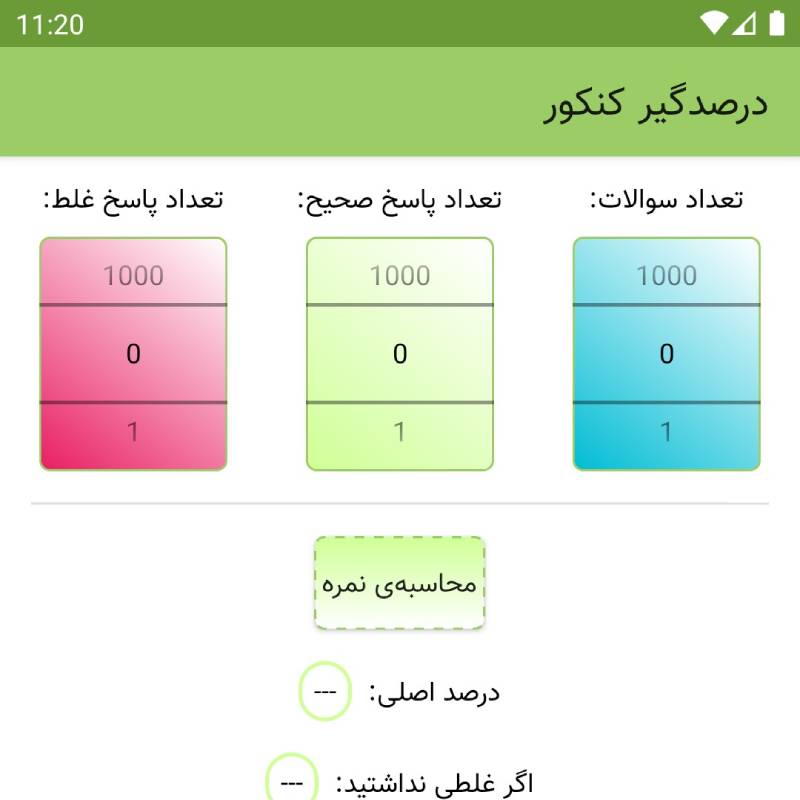 11:20
درصدگیر کنکور
تعداد سوالات: تعداد پاسخ صحیح: تعداد پاسخ غلط:
1000 1000 1000
0 0 0
1 1 1
محاسبه‌ی نمره
درصد اصلی: ---
اگر غلطی نداشتید: ---